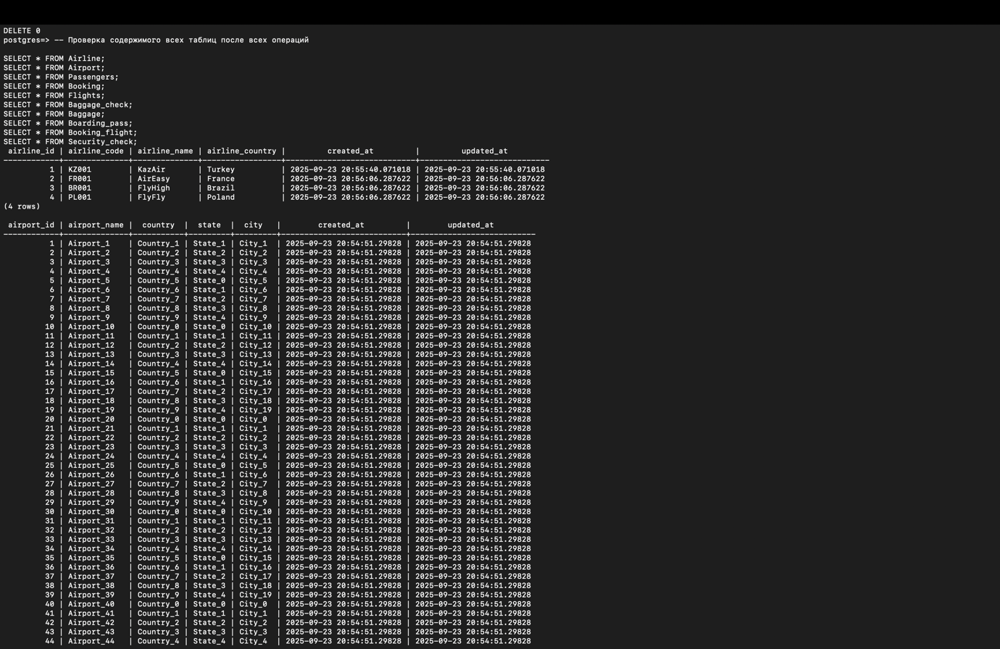 DELETE 0
postgres=> -- Проверка содержимого всех таблиц после всех операций
SELECT * FROM Airline;
SELECT * FROM Airport;
SELECT * FROM Passengers;
SELECT * FROM Booking;
SELECT * FROM Flights;
SELECT * FROM Baggage_check;
SELECT * FROM Baggage;
SELECT * FROM Boarding_pass;
SELECT * FROM Booking_flight;
SELECT * FROM Security_check;
 airline_id | airline_code | airline_name | airline_country |         created_at         |         updated_at
------------+--------------+--------------+-----------------+----------------------------+----------------------------
          1 | KZ001        | KazAir       | Turkey          | 2025-09-23 20:55:40.071018 | 2025-09-23 20:55:40.071018
          2 | FR001        | AirEasy      | France          | 2025-09-23 20:56:06.287622 | 2025-09-23 20:56:06.287622
          3 | BR001        | FlyHigh      | Brazil          | 2025-09-23 20:56:06.287622 | 2025-09-23 20:56:06.287622
          4 | PL001        | FlyFly       | Poland          | 2025-09-23 20:56:06.287622 | 2025-09-23 20:56:06.287622
(4 rows)
 airport_id | airport_name |  country  |  state  |  city   |        created_at         |        updated_at
------------+--------------+-----------+---------+---------+---------------------------+---------------------------
          1 | Airport_1    | Country_1 | State_1 | City_1  | 2025-09-23 20:54:51.29828 | 2025-09-23 20:54:51.29828
          2 | Airport_2    | Country_2 | State_2 | City_2  | 2025-09-23 20:54:51.29828 | 2025-09-23 20:54:51.29828
          3 | Airport_3    | Country_3 | State_3 | City_3  | 2025-09-23 20:54:51.29828 | 2025-09-23 20:54:51.29828
          4 | Airport_4    | Country_4 | State_4 | City_4  | 2025-09-23 20:54:51.29828 | 2025-09-23 20:54:51.29828
          5 | Airport_5    | Country_5 | State_0 | City_5  | 2025-09-23 20:54:51.29828 | 2025-09-23 20:54:51.29828
          6 | Airport_6    | Country_6 | State_1 | City_6  | 2025-09-23 20:54:51.29828 | 2025-09-23 20:54:51.29828
          7 | Airport_7    | Country_7 | State_2 | City_7  | 2025-09-23 20:54:51.29828 | 2025-09-23 20:54:51.29828
          8 | Airport_8    | Country_8 | State_3 | City_8  | 2025-09-23 20:54:51.29828 | 2025-09-23 20:54:51.29828
          9 | Airport_9    | Country_9 | State_4 | City_9  | 2025-09-23 20:54:51.29828 | 2025-09-23 20:54:51.29828
         10 | Airport_10   | Country_0 | State_0 | City_10 | 2025-09-23 20:54:51.29828 | 2025-09-23 20:54:51.29828
         11 | Airport_11   | Country_1 | State_1 | City_11 | 2025-09-23 20:54:51.29828 | 2025-09-23 20:54:51.29828
         12 | Airport_12   | Country_2 | State_2 | City_12 | 2025-09-23 20:54:51.29828 | 2025-09-23 20:54:51.29828
         13 | Airport_13   | Country_3 | State_3 | City_13 | 2025-09-23 20:54:51.29828 | 2025-09-23 20:54:51.29828
         14 | Airport_14   | Country_4 | State_4 | City_14 | 2025-09-23 20:54:51.29828 | 2025-09-23 20:54:51.29828
         15 | Airport_15   | Country_5 | State_0 | City_15 | 2025-09-23 20:54:51.29828 | 2025-09-23 20:54:51.29828
         16 | Airport_16   | Country_6 | State_1 | City_16 | 2025-09-23 20:54:51.29828 | 2025-09-23 20:54:51.29828
         17 | Airport_17   | Country_7 | State_2 | City_17 | 2025-09-23 20:54:51.29828 | 2025-09-23 20:54:51.29828
         18 | Airport_18   | Country_8 | State_3 | City_18 | 2025-09-23 20:54:51.29828 | 2025-09-23 20:54:51.29828
         19 | Airport_19   | Country_9 | State_4 | City_19 | 2025-09-23 20:54:51.29828 | 2025-09-23 20:54:51.29828
         20 | Airport_20   | Country_0 | State_0 | City_0  | 2025-09-23 20:54:51.29828 | 2025-09-23 20:54:51.29828
         21 | Airport_21   | Country_1 | State_1 | City_1  | 2025-09-23 20:54:51.29828 | 2025-09-23 20:54:51.29828
         22 | Airport_22   | Country_2 | State_2 | City_2  | 2025-09-23 20:54:51.29828 | 2025-09-23 20:54:51.29828
         23 | Airport_23   | Country_3 | State_3 | City_3  | 2025-09-23 20:54:51.29828 | 2025-09-23 20:54:51.29828
         24 | Airport_24   | Country_4 | State_4 | City_4  | 2025-09-23 20:54:51.29828 | 2025-09-23 20:54:51.29828
         25 | Airport_25   | Country_5 | State_0 | City_5  | 2025-09-23 20:54:51.29828 | 2025-09-23 20:54:51.29828
         26 | Airport_26   | Country_6 | State_1 | City_6  | 2025-09-23 20:54:51.29828 | 2025-09-23 20:54:51.29828
         27 | Airport_27   | Country_7 | State_2 | City_7  | 2025-09-23 20:54:51.29828 | 2025-09-23 20:54:51.29828
         28 | Airport_28   | Country_8 | State_3 | City_8  | 2025-09-23 20:54:51.29828 | 2025-09-23 20:54:51.29828
         29 | Airport_29   | Country_9 | State_4 | City_9  | 2025-09-23 20:54:51.29828 | 2025-09-23 20:54:51.29828
         30 | Airport_30   | Country_0 | State_0 | City_10 | 2025-09-23 20:54:51.29828 | 2025-09-23 20:54:51.29828
         31 | Airport_31   | Country_1 | State_1 | City_11 | 2025-09-23 20:54:51.29828 | 2025-09-23 20:54:51.29828
         32 | Airport_32   | Country_2 | State_2 | City_12 | 2025-09-23 20:54:51.29828 | 2025-09-23 20:54:51.29828
         33 | Airport_33   | Country_3 | State_3 | City_13 | 2025-09-23 20:54:51.29828 | 2025-09-23 20:54:51.29828
         34 | Airport_34   | Country_4 | State_4 | City_14 | 2025-09-23 20:54:51.29828 | 2025-09-23 20:54:51.29828
         35 | Airport_35   | Country_5 | State_0 | City_15 | 2025-09-23 20:54:51.29828 | 2025-09-23 20:54:51.29828
         36 | Airport_36   | Country_6 | State_1 | City_16 | 2025-09-23 20:54:51.29828 | 2025-09-23 20:54:51.29828
         37 | Airport_37   | Country_7 | State_2 | City_17 | 2025-09-23 20:54:51.29828 | 2025-09-23 20:54:51.29828
         38 | Airport_38   | Country_8 | State_3 | City_18 | 2025-09-23 20:54:51.29828 | 2025-09-23 20:54:51.29828
         39 | Airport_39   | Country_9 | State_4 | City_19 | 2025-09-23 20:54:51.29828 | 2025-09-23 20:54:51.29828
         40 | Airport_40   | Country_0 | State_0 | City_0  | 2025-09-23 20:54:51.29828 | 2025-09-23 20:54:51.29828
         41 | Airport_41   | Country_1 | State_1 | City_1  | 2025-09-23 20:54:51.29828 | 2025-09-23 20:54:51.29828
         42 | Airport_42   | Country_2 | State_2 | City_2  | 2025-09-23 20:54:51.29828 | 2025-09-23 20:54:51.29828
         43 | Airport_43   | Country_3 | State_3 | City_3  | 2025-09-23 20:54:51.29828 | 2025-09-23 20:54:51.29828
         44 | Airport_44   | Country_4 | State_4 | City_4  | 2025-09-23 20:54:51.29828 | 2025-09-23 20:54:51.29828